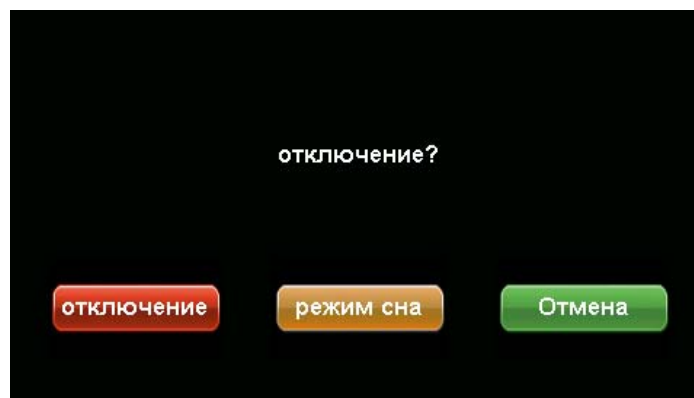 отключение?
отключение
режим сна
Отмена